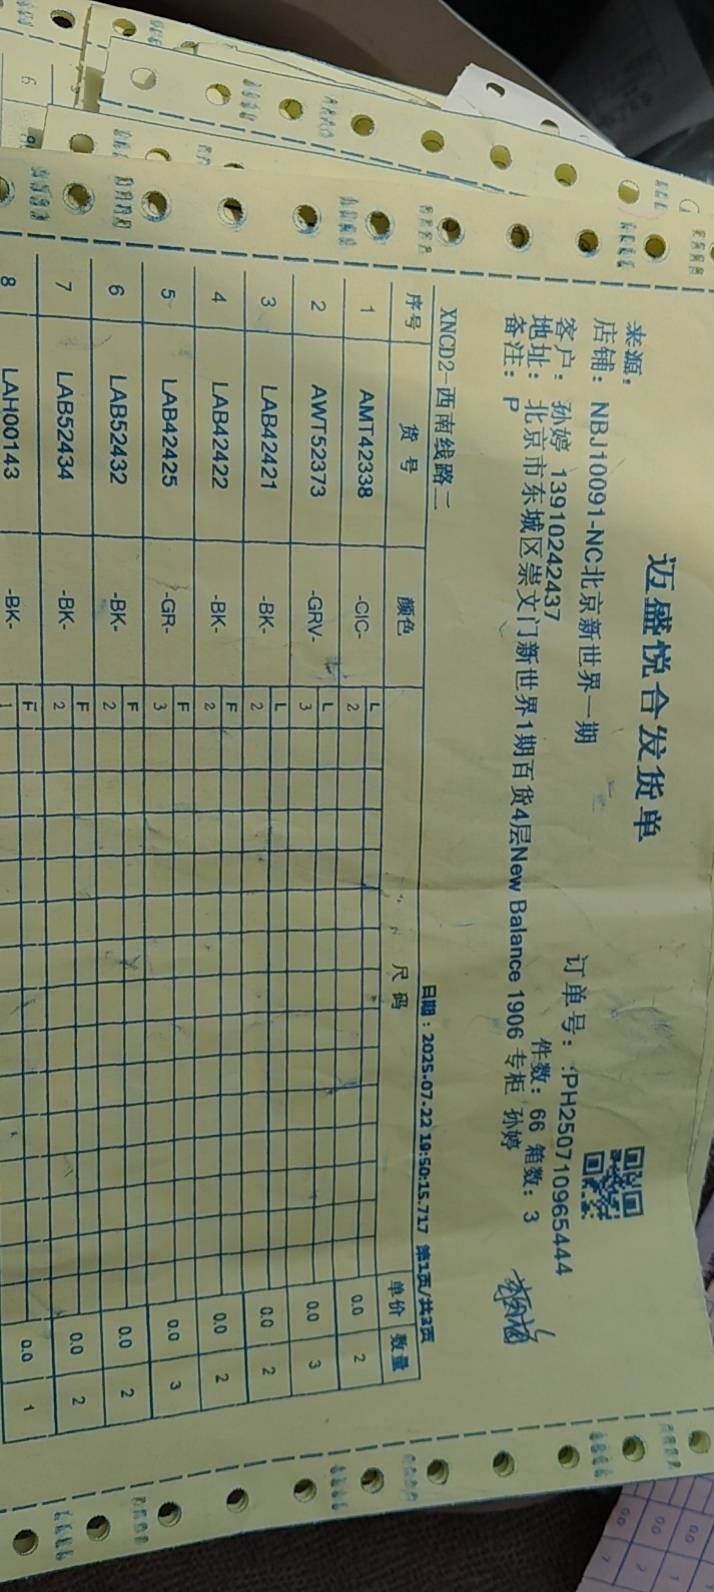 迈盛悦合发货单
来源：
店铺：NBJ10091-NC北京新世界一期 订单号：:PH250710965444
客户：孙婷 13910242437 件数：66 箱数：3
地址：北京市东城区崇文门新世界1期百货4层New Balance 1906 专柜 孙婷
备注：P
XNCD2-西南线路二 日期：2025-07-22 19:50:15.717 第1页/共3页
序号 货号 颜色 尺码 单价 数量
L
1 AMT42338 -CIC- 2 0.0 2
L
2 AWT52373 -GRV- 3 0.0 3
L
3 LAB42421 -BK- 2 0.0 2
F
4 LAB42422 -BK- 2 0.0 2
F
5 LAB42425 -GR- 3 0.0 3
F
6 LAB52432 -BK- 2 0.0 2
F
7 LAB52434 -BK- 2 0.0 2
F
8 LAH00143 -BK- 1 0.0 1